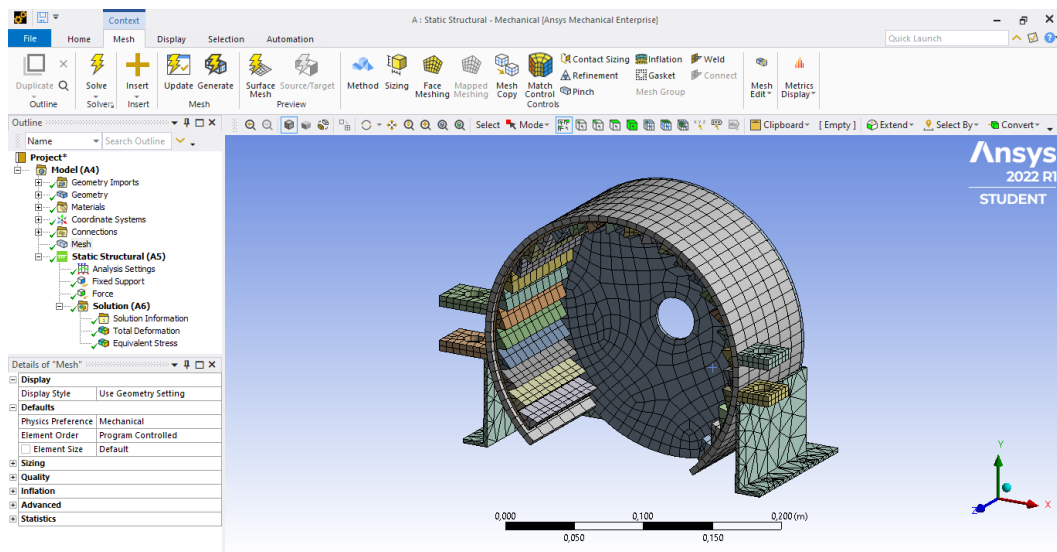 Context
A : Static Structural - Mechanical [Ansys Mechanical Enterprise]
File Home Mesh Display Selection Automation
Quick Launch
Duplicate Solve Insert Update Generate Surface Mesh Source/Target Method Sizing Face Meshing Mapped Meshing Mesh Copy Match Control Contact Sizing Inflation Weld Mesh Edit Metrics Display
Refinement Gasket Connect
Pinch Mesh Group
Outline Solvers Insert Mesh Preview Controls
Outline
Select Mode Clipboard [ Empty ] Extend Select By Convert
Name Search Outline
Project*
Model (A4)
Geometry Imports
Geometry
Materials
Coordinate Systems
Connections
Mesh
Static Structural (A5)
Analysis Settings
Fixed Support
Force
Solution (A6)
Solution Information
Total Deformation
Equivalent Stress
Details of "Mesh"
Display
Display Style Use Geometry Setting
Defaults
Physics Preference Mechanical
Element Order Program Controlled
Element Size Default
Sizing
Quality
Inflation
Advanced
Statistics
Ansys
2022 R1
STUDENT
Y
X
Z
0,000 0,100 0,200 (m)
0,050 0,150